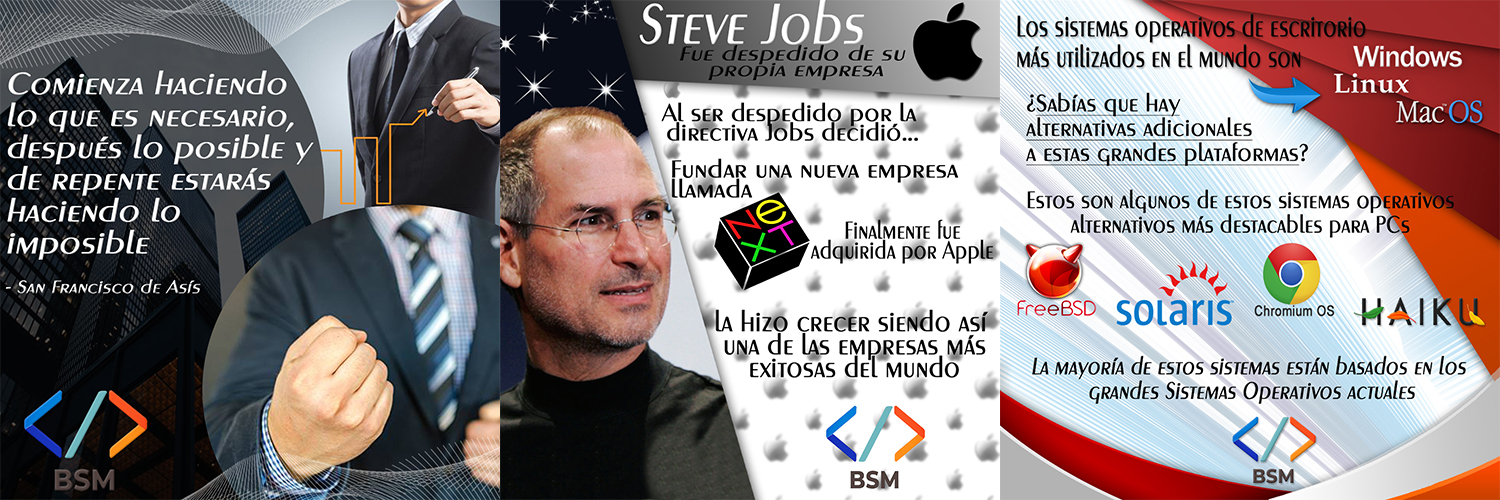 Comienza haciendo
lo que es necesario,
después lo posible y
de repente estarás
haciendo lo
imposible
- San Francisco de Asís
BSM
Steve Jobs
Fue despedido de su
propia empresa
Al ser despedido por la
directiva Jobs decidió...
Fundar una nueva empresa
llamada
NeXT
Finalmente fue
adquirida por Apple
la hizo crecer siendo así
una de las empresas más
exitosas del mundo
BSM
Los sistemas operativos de escritorio
más utilizados en el mundo son
Windows
Linux
Mac OS
¿Sabías que hay
alternativas adicionales
a estas grandes plataformas?
Estos son algunos de estos sistemas operativos
alternativos más destacables para PCs
FreeBSD
solaris
Chromium OS
HAIKU
La mayoría de estos sistemas están basados en los
grandes Sistemas Operativos actuales
BSM